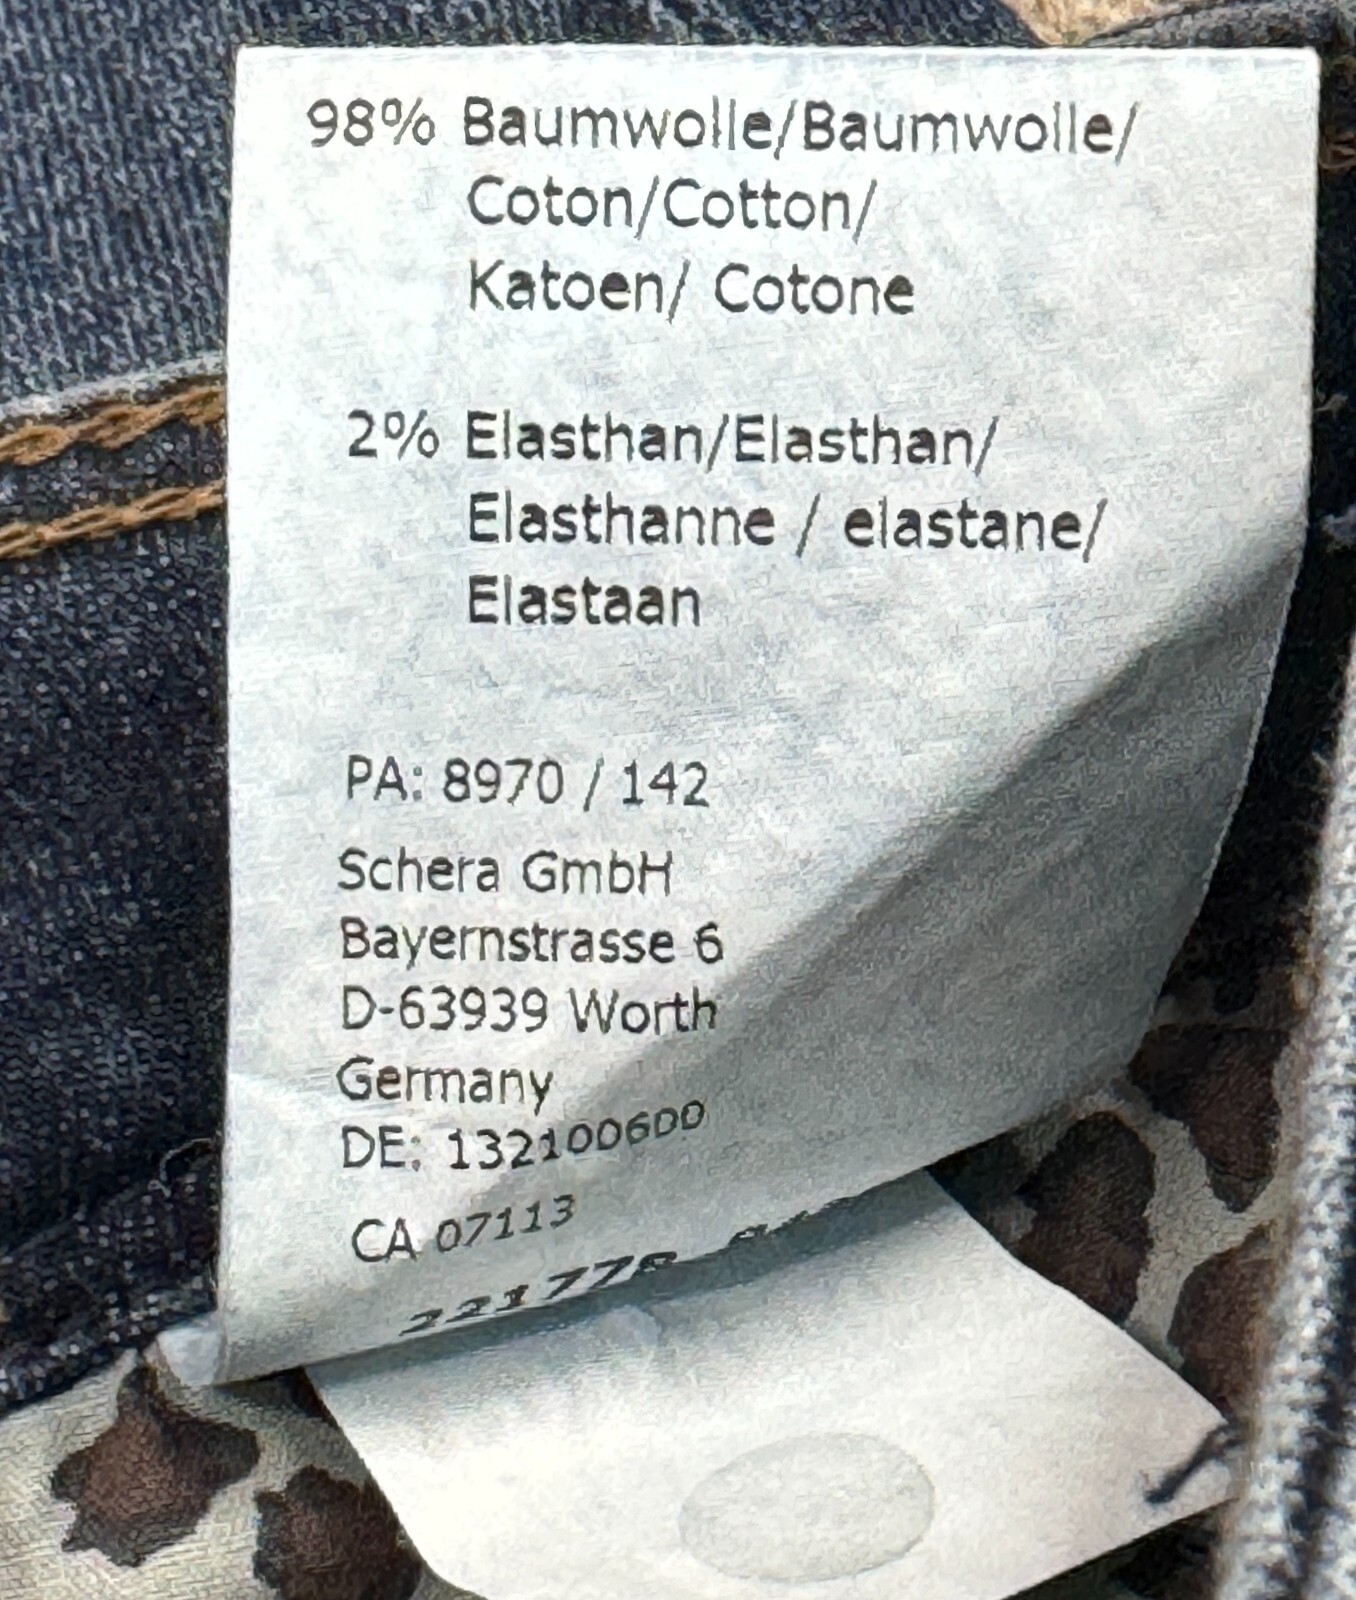 98% Baumwolle/Baumwolle/
Coton/Cotton/
Katoen/ Cotone
2% Elasthan/Elasthan/
Elasthanne / elastane/
Elastaan
PA: 8970 / 142
Schera GmbH
Bayernstrasse 6
D-63939 Worth
Germany
DE: 132100600
CA 07113